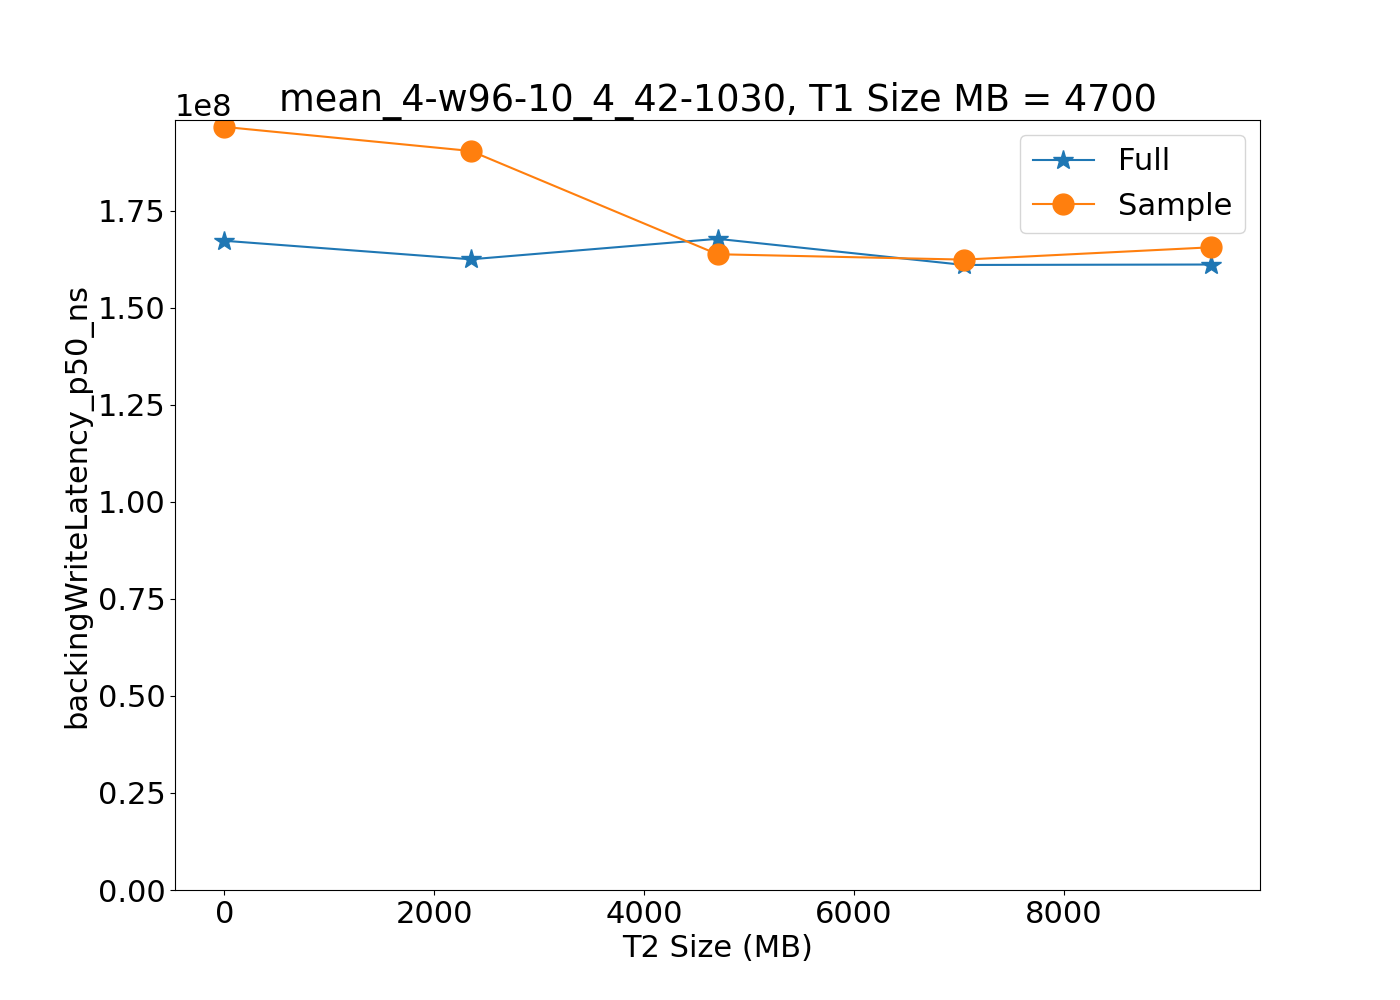 mean_4-w96-10_4_42-1030, T1 Size MB = 4700
1e8
Full
Sample
1.75
1.50
1.25
1.00
0.75
0.50
0.25
0.00
backingWriteLatency_p50_ns
0 2000 4000 6000 8000
T2 Size (MB)